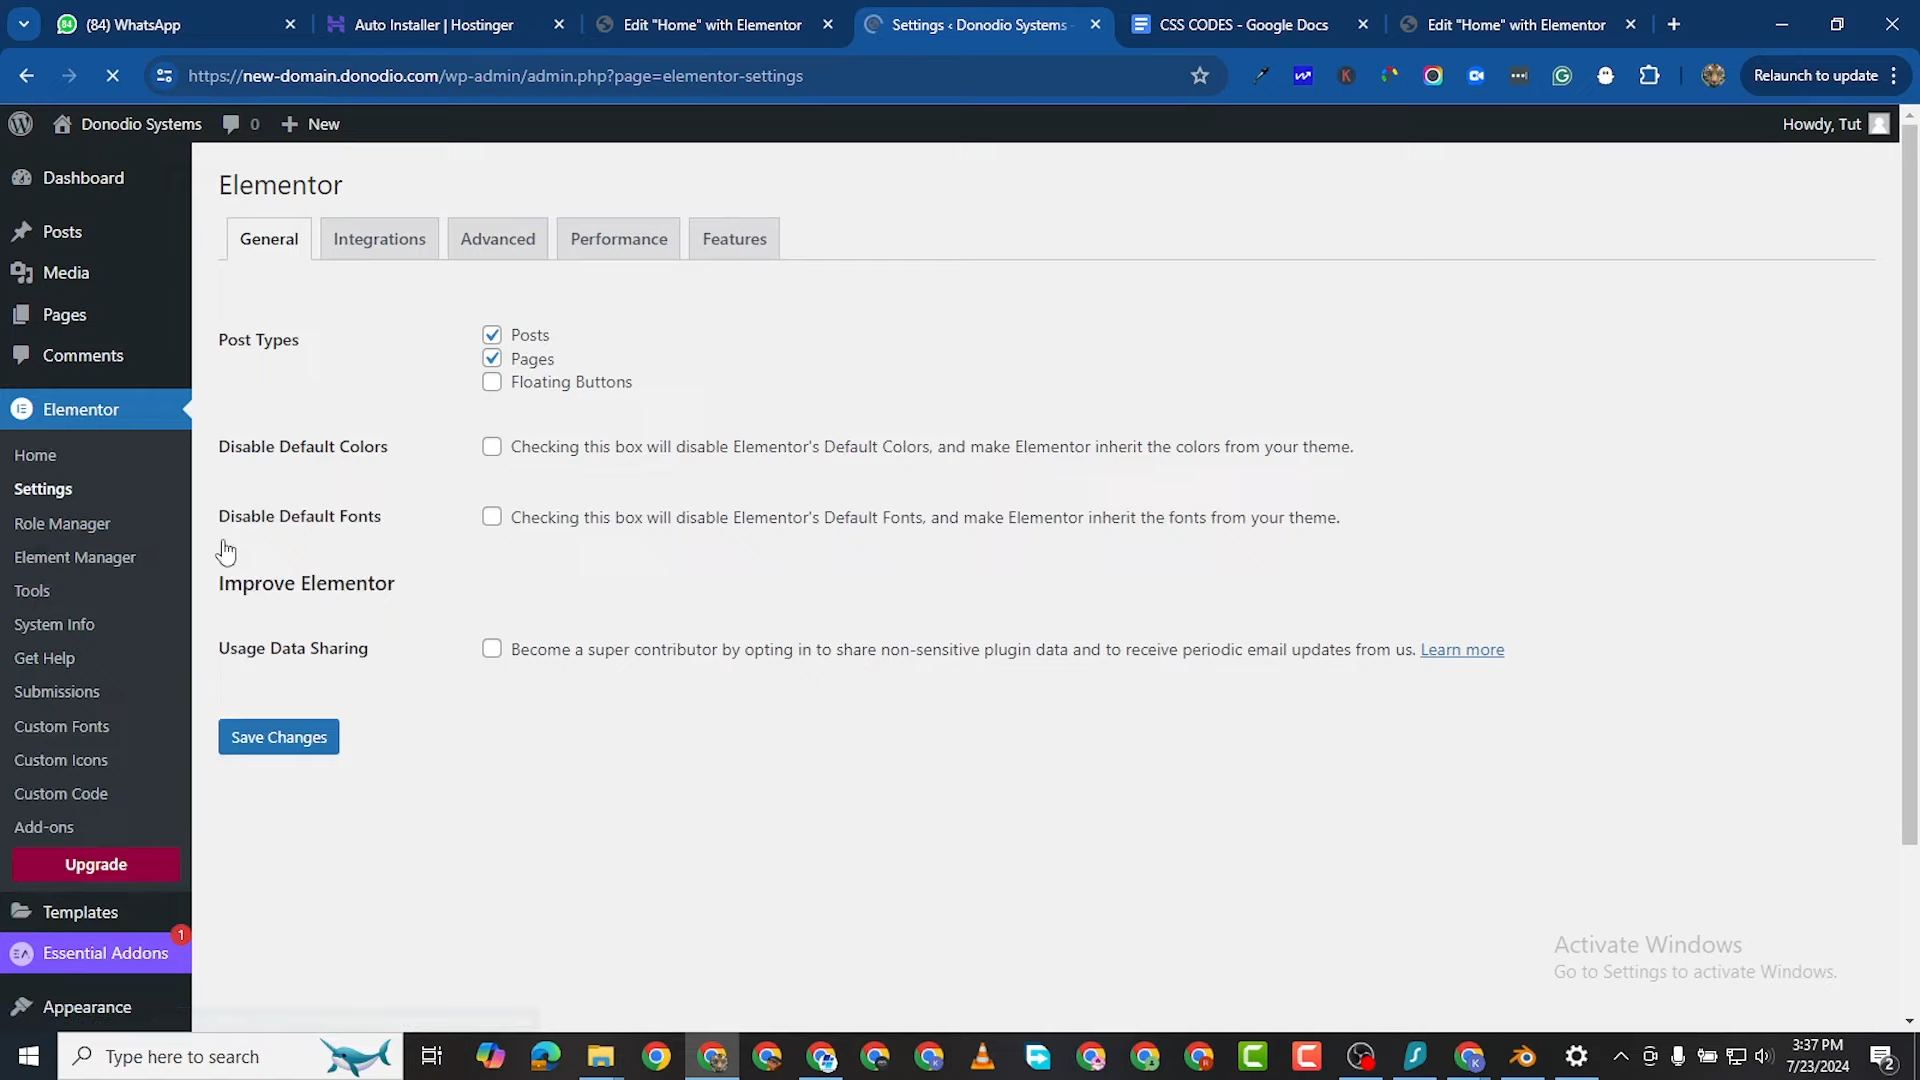 (84) WhatsApp
Auto Installer | Hostinger
Edit "Home" with Elementor
Settings ‹ Donodio Systems
CSS CODES - Google Docs
Edit "Home" with Elementor
https://new-domain.donodio.com/wp-admin/admin.php?page=elementor-settings
Relaunch to update
Donodio Systems
0
New
Howdy, Tut
Dashboard
Posts
Media
Pages
Comments
Elementor
Home
Settings
Role Manager
Element Manager
Tools
System Info
Get Help
Submissions
Custom Fonts
Custom Icons
Custom Code
Add-ons
Upgrade
Templates
1
Essential Addons
Appearance
Elementor
General
Integrations
Advanced
Performance
Features
Post Types
Posts
Pages
Floating Buttons
Disable Default Colors
Checking this box will disable Elementor's Default Colors, and make Elementor inherit the colors from your theme.
Disable Default Fonts
Checking this box will disable Elementor's Default Fonts, and make Elementor inherit the fonts from your theme.
Improve Elementor
Usage Data Sharing
Become a super contributor by opting in to share non-sensitive plugin data and to receive periodic email updates from us. Learn more
Save Changes
Activate Windows
Go to Settings to activate Windows.
Type here to search
3:37 PM
7/23/2024
2